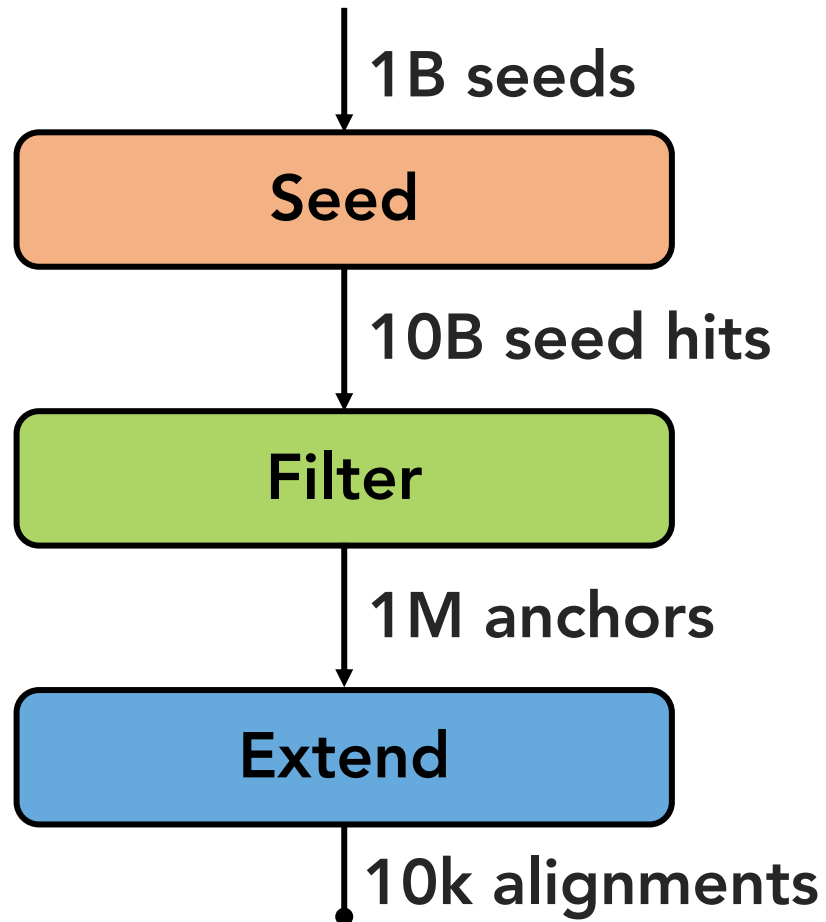 1B seeds
Seed
10B seed hits
Filter
1M anchors
Extend
10k alignments